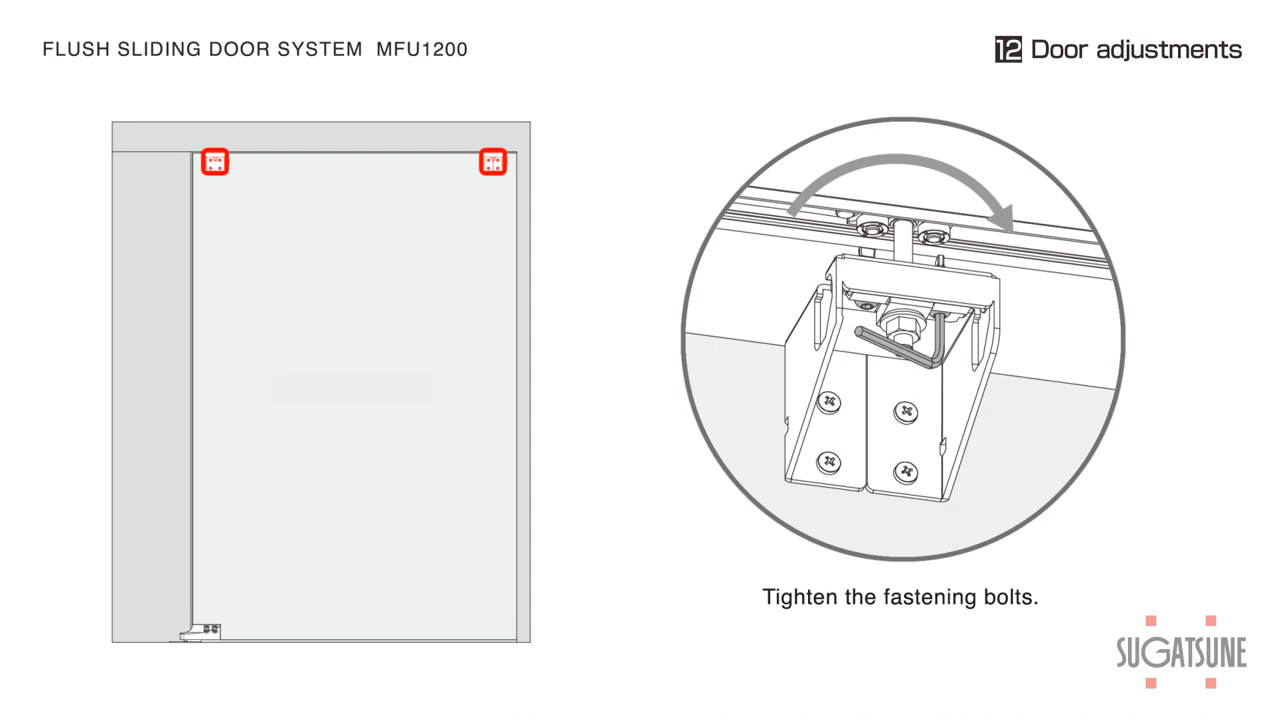 FLUSH SLIDING DOOR SYSTEM MFU1200
12 Door adjustments
Tighten the fastening bolts.
SUGATSUNE